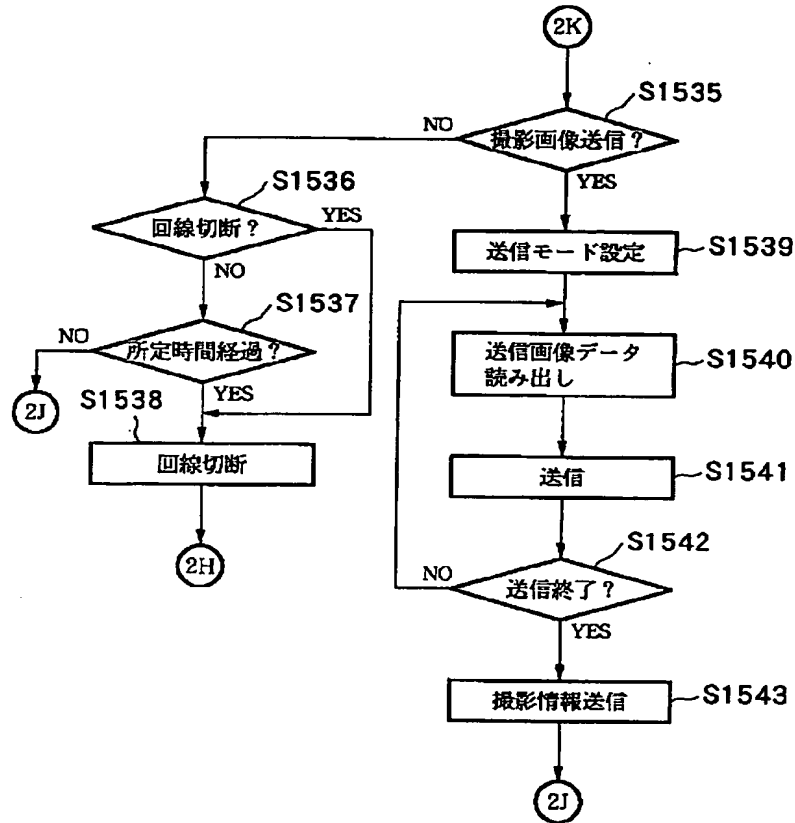 2K
S1535
撮影画像送信？
NO
YES
S1536
回線切断？
YES
NO
S1537
所定時間経過？
NO
YES
2J
S1538
回線切断
2H
送信モード設定
S1539
送信画像データ
読み出し
S1540
送信
S1541
S1542
送信終了？
NO
YES
撮影情報送信
S1543
2J